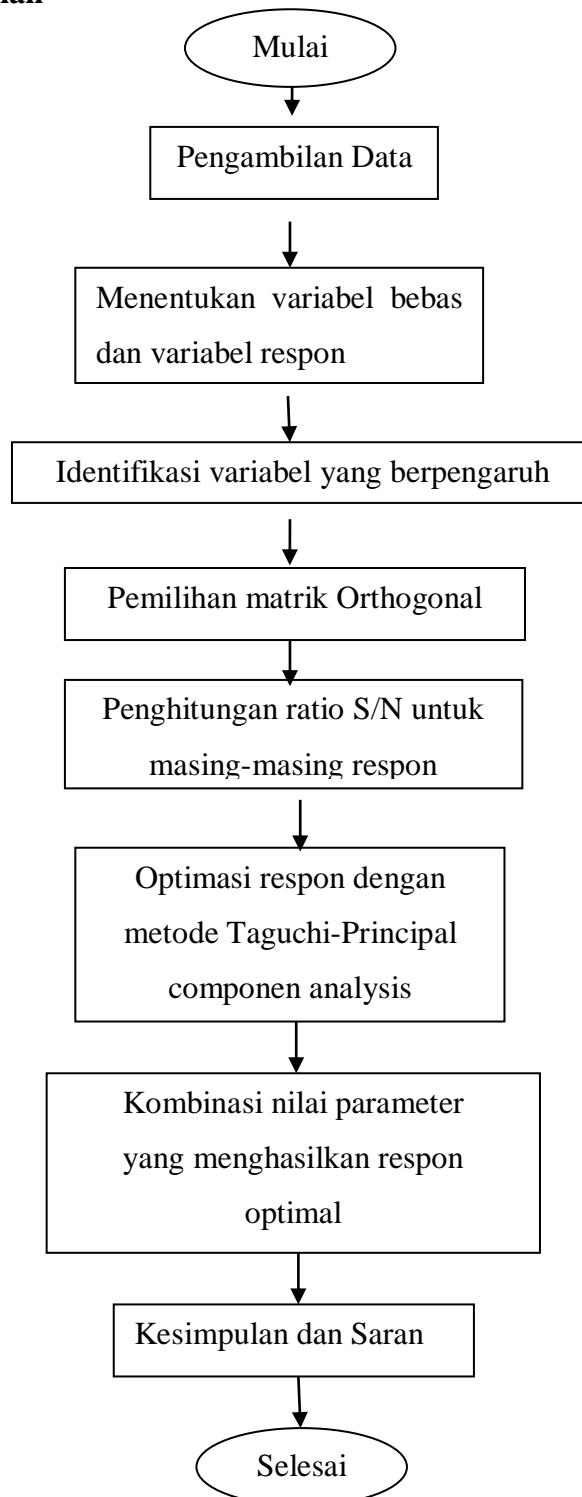 Mulai
Pengambilan Data
Menentukan variabel bebas
dan variabel respon
Identifikasi variabel yang berpengaruh
Pemilihan matrik Orthogonal
Penghitungan ratio S/N untuk
masing-masing respon
Optimasi respon dengan
metode Taguchi-Principal
componen analysis
Kombinasi nilai parameter
yang menghasilkan respon
optimal
Kesimpulan dan Saran
Selesai